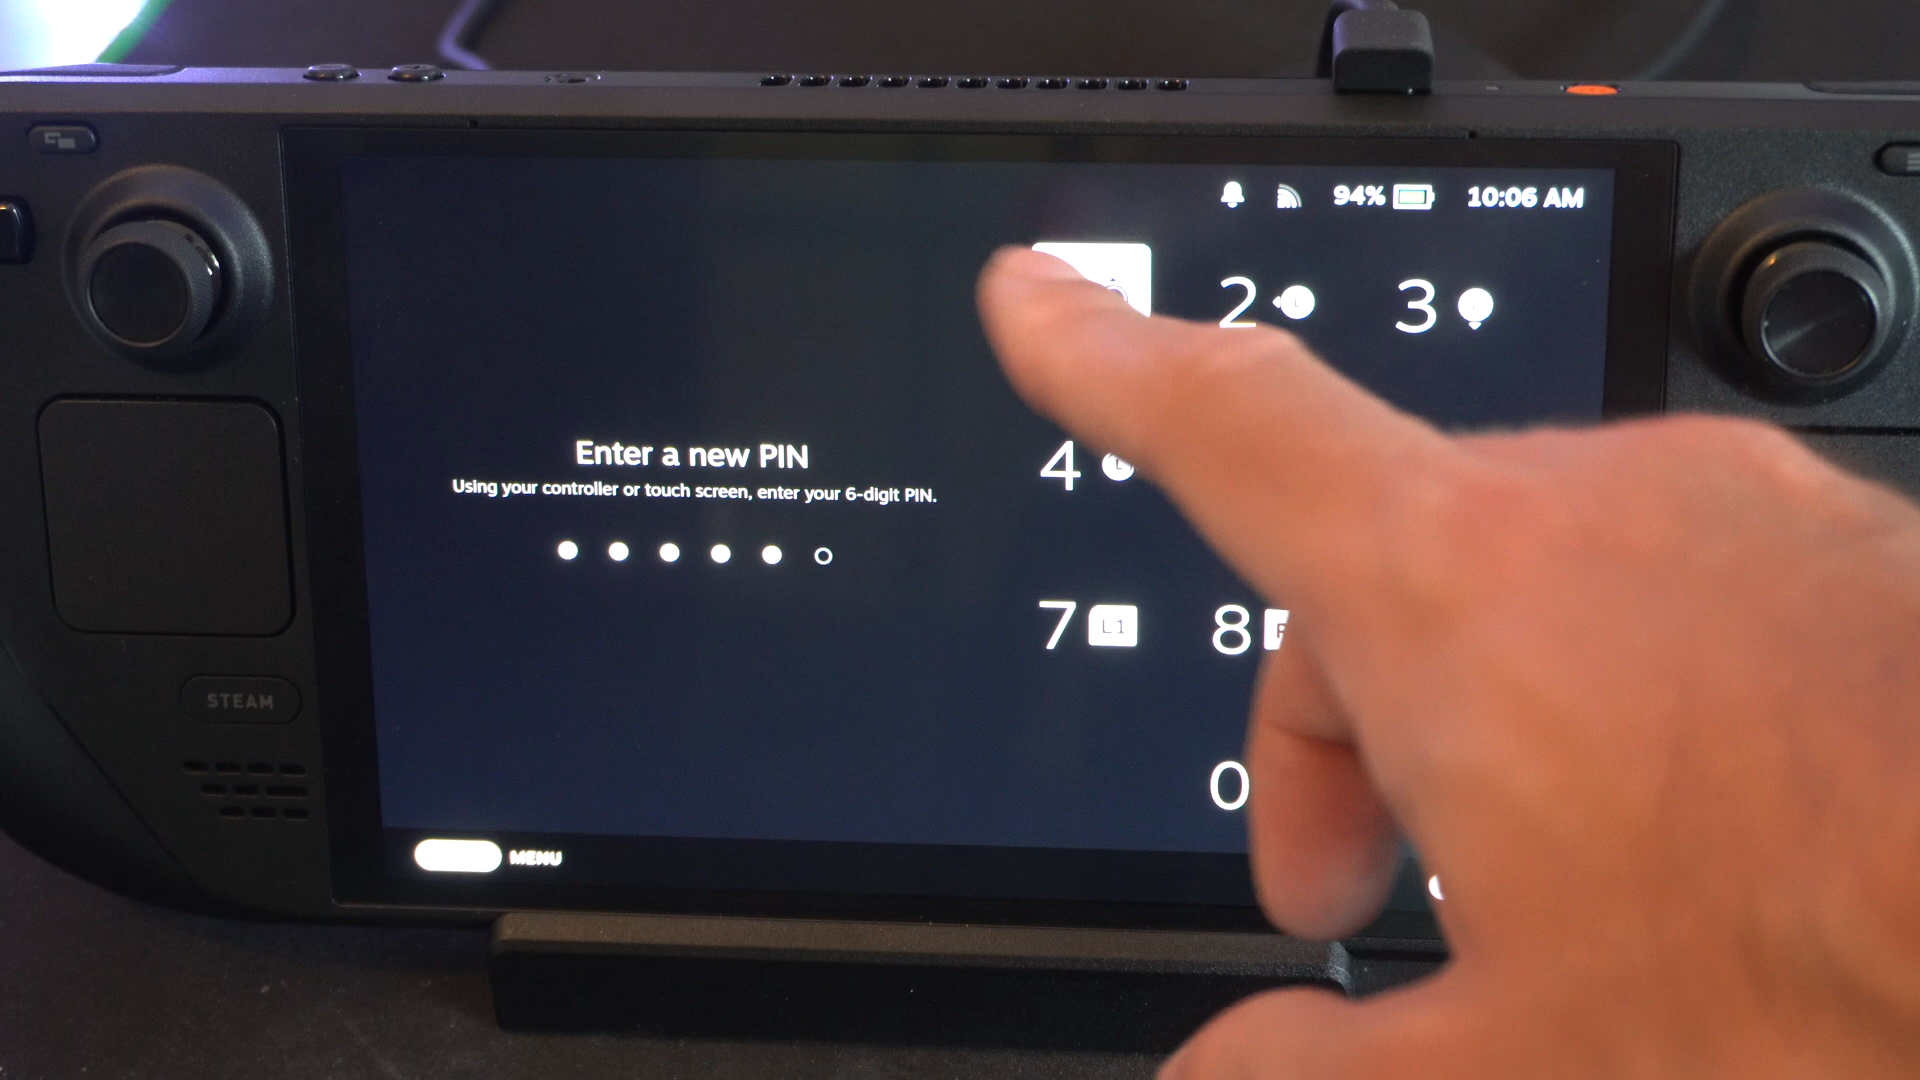 94% 10:06 AM
2 3
Enter a new PIN
Using your controller or touch screen, enter your 6-digit PIN.
4
7 L1 8
0
STEAM
MENU